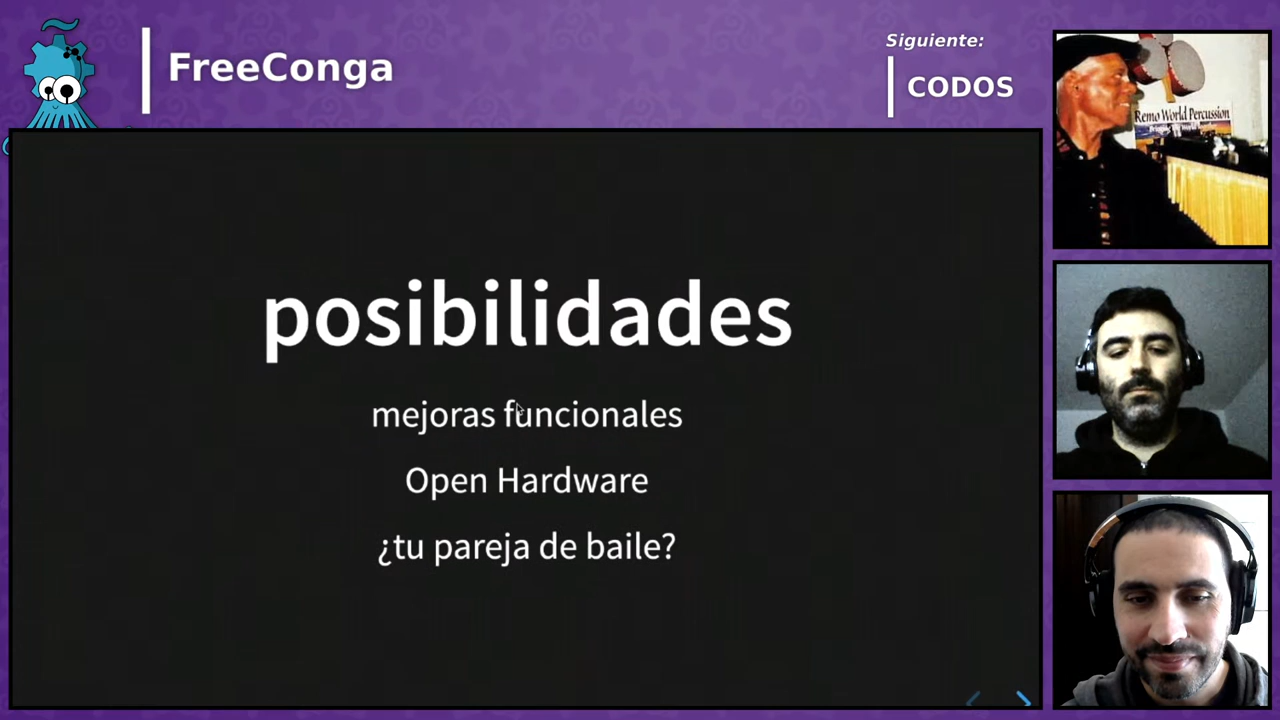 FreeConga
Siguiente:
CODOS
Remo World Percussion
posibilidades
mejoras funcionales
Open Hardware
¿tu pareja de baile?